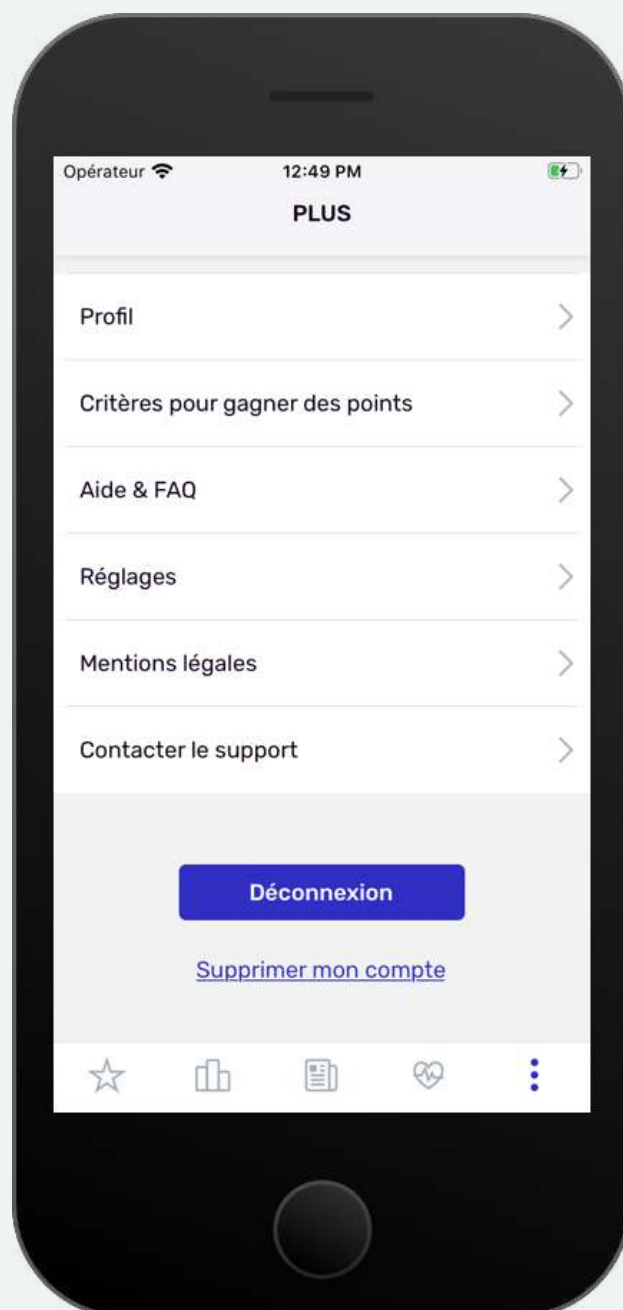 Opérateur 12:49 PM
PLUS
Profil
Critères pour gagner des points
Aide & FAQ
Réglages
Mentions légales
Contacter le support
Déconnexion
Supprimer mon compte